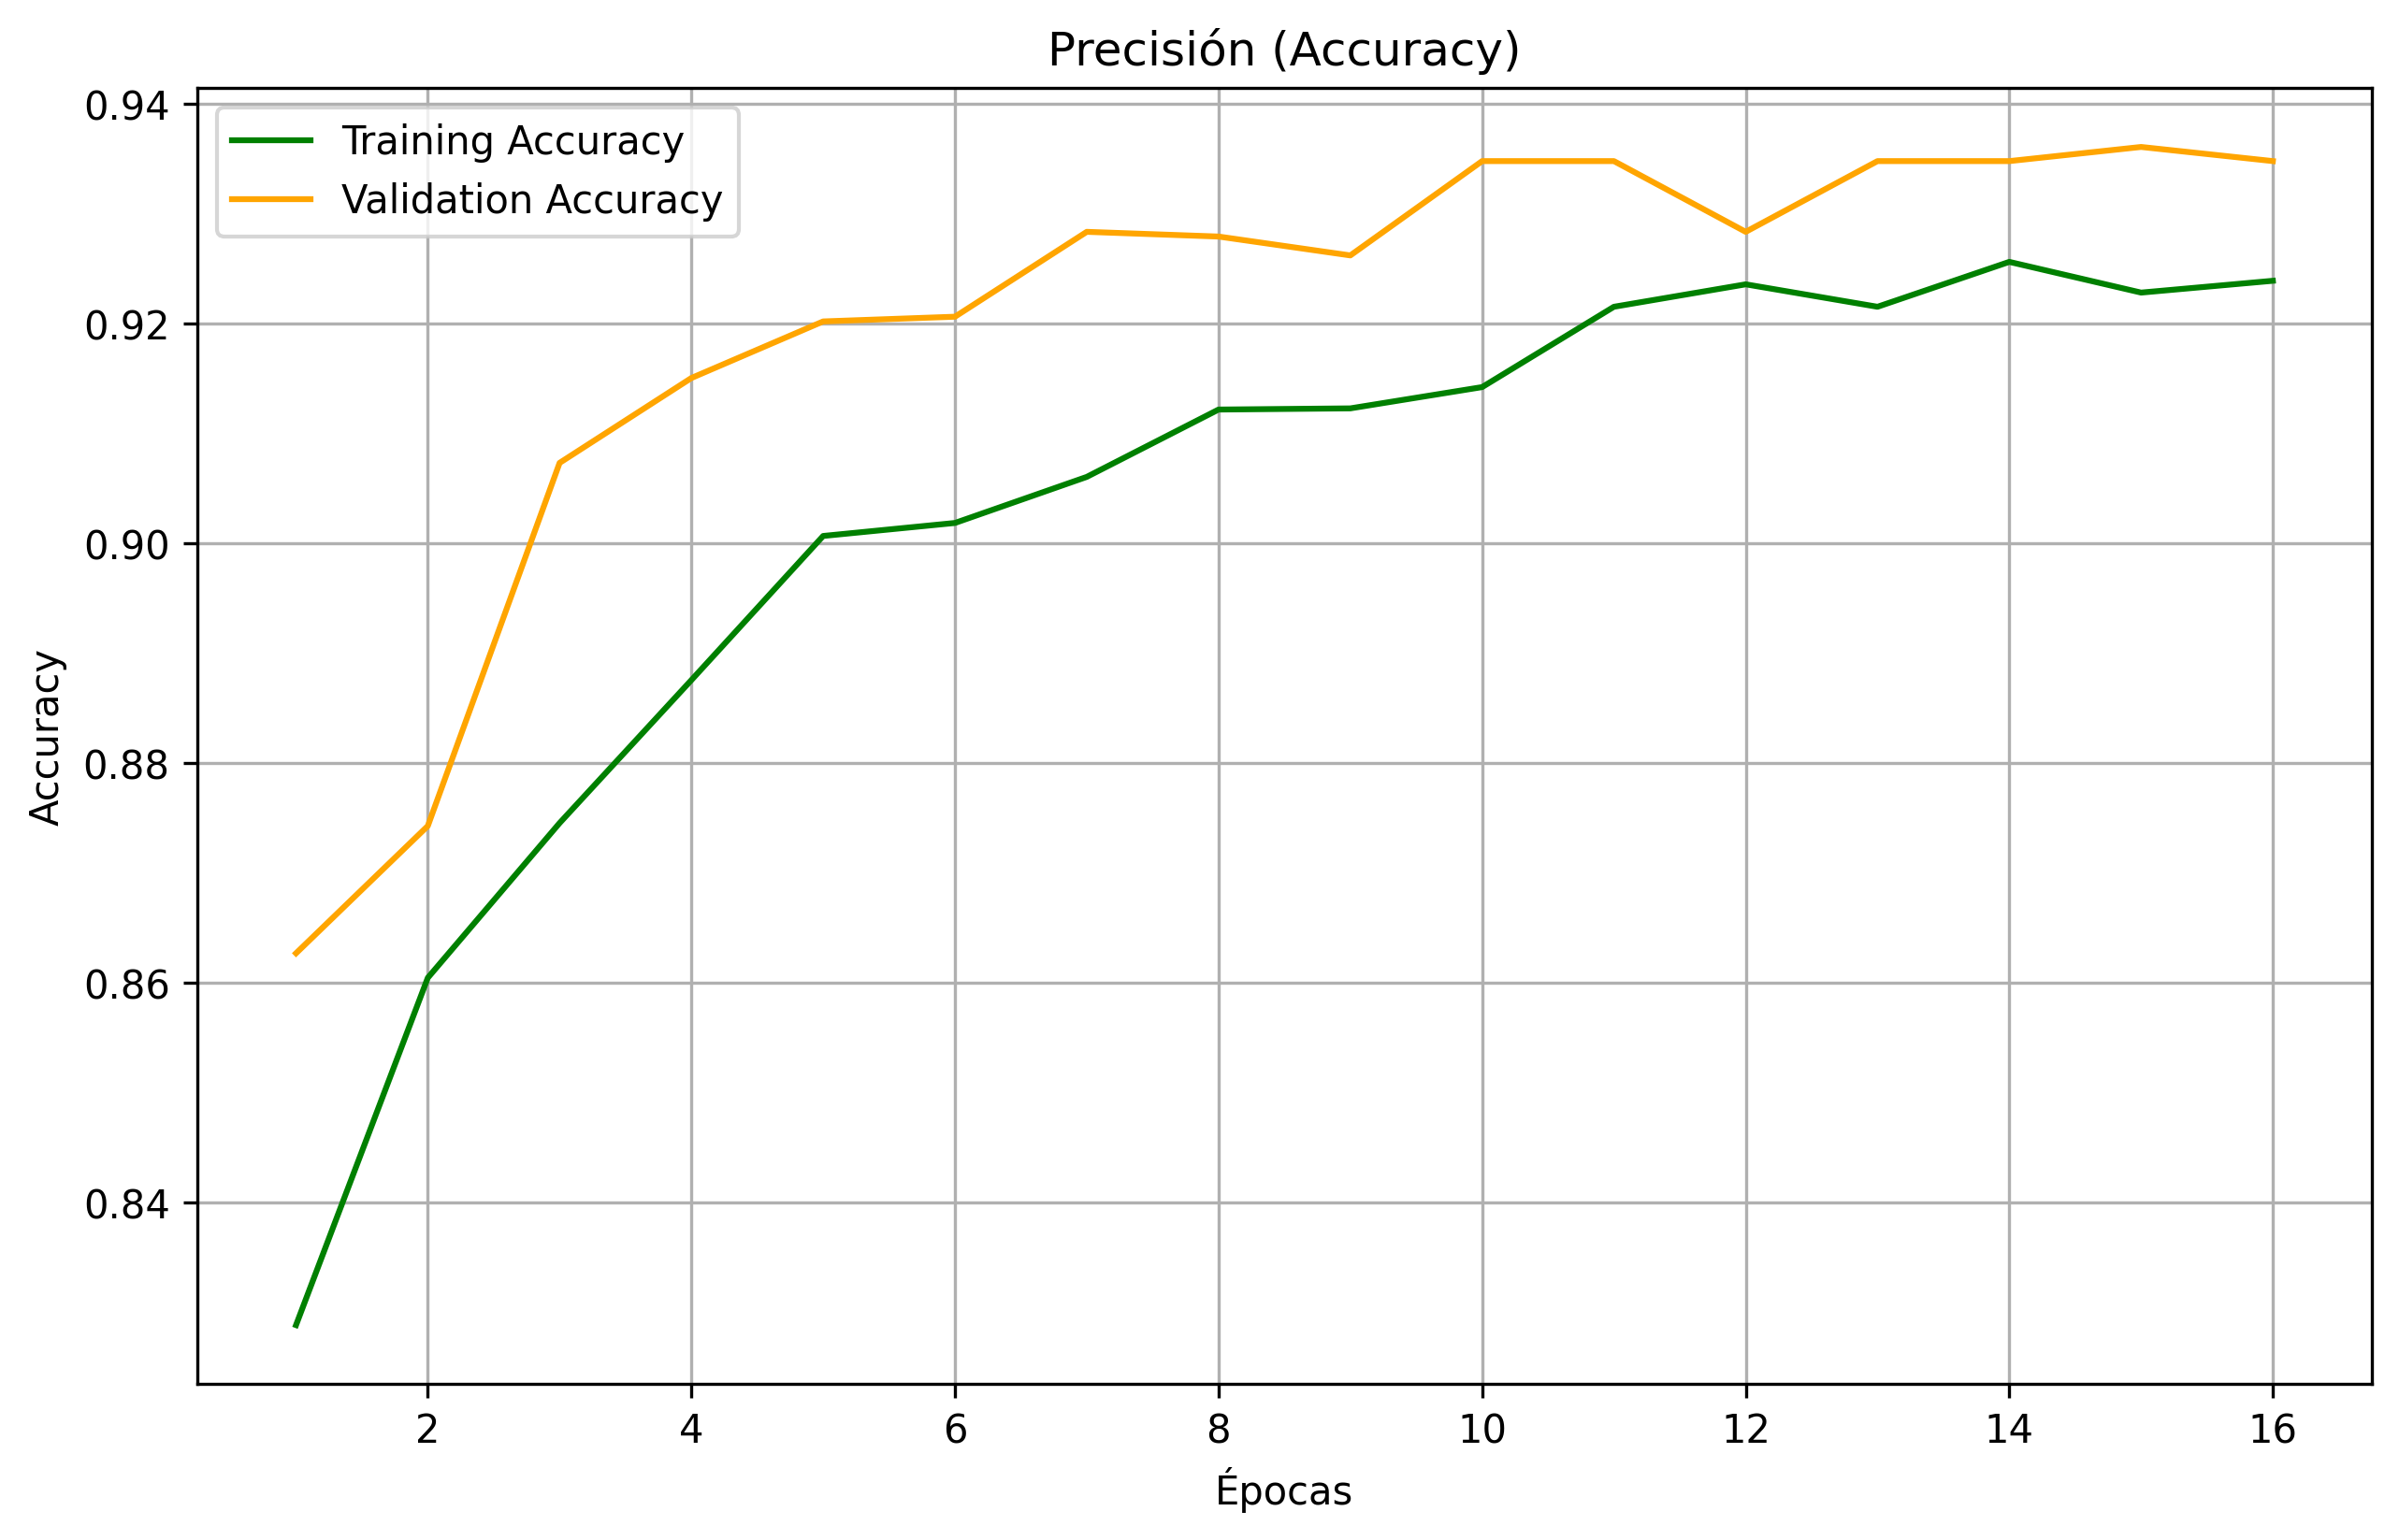 Precisión (Accuracy)
Training Accuracy
Validation Accuracy
0.94
0.92
0.90
0.88
0.86
0.84
Accuracy
2 4 6 8 10 12 14 16
Épocas